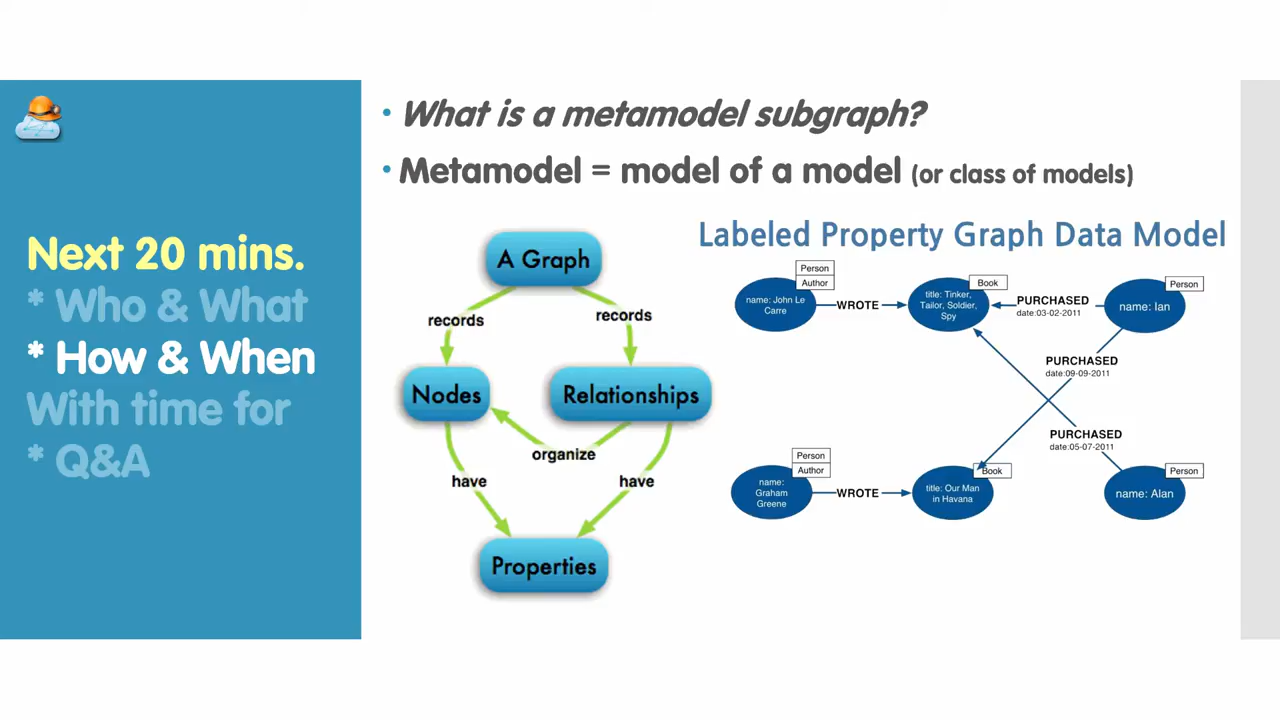 Next 20 mins.
* Who & What
* How & When
With time for
* Q&A
• What is a metamodel subgraph?
• Metamodel = model of a model (or class of models)
A Graph
records
records
Nodes
Relationships
organize
have
have
Properties
Labeled Property Graph Data Model
Person
Author
name: John Le
Carre
WROTE
Book
title: Tinker,
Tailor, Soldier,
Spy
PURCHASED
date:03-02-2011
Person
name: Ian
PURCHASED
date:09-09-2011
PURCHASED
date:05-07-2011
Person
Author
name:
Graham
Greene
WROTE
Book
title: Our Man
in Havana
Person
name: Alan